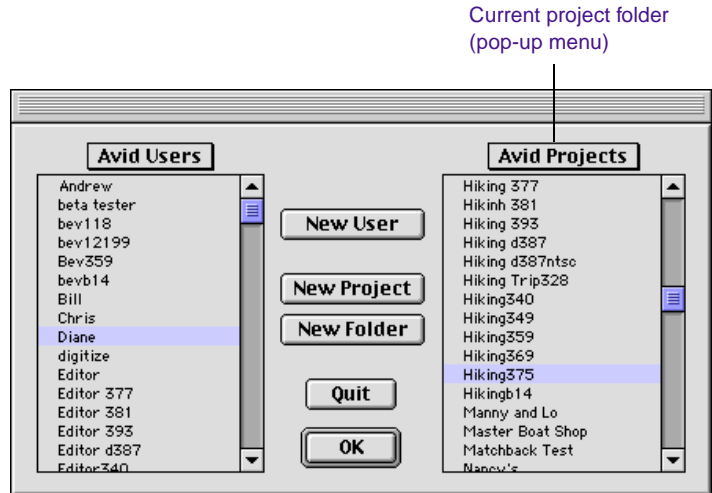 Current project folder
(pop-up menu)
Avid Users
Andrew
beta tester
bev118
bev12199
Bev359
bevb14
Bill
Chris
Diane
digitize
Editor
Editor 377
Editor 381
Editor 393
Editor d387
Editor340
New User
New Project
New Folder
Quit
OK
Avid Projects
Hiking 377
Hikinh 381
Hiking 393
Hiking d387
Hiking d387ntsc
Hiking Trip328
Hiking340
Hiking349
Hiking359
Hiking369
Hiking375
Hikingb14
Manny and Lo
Master Boat Shop
Matchback Test
Nancy's